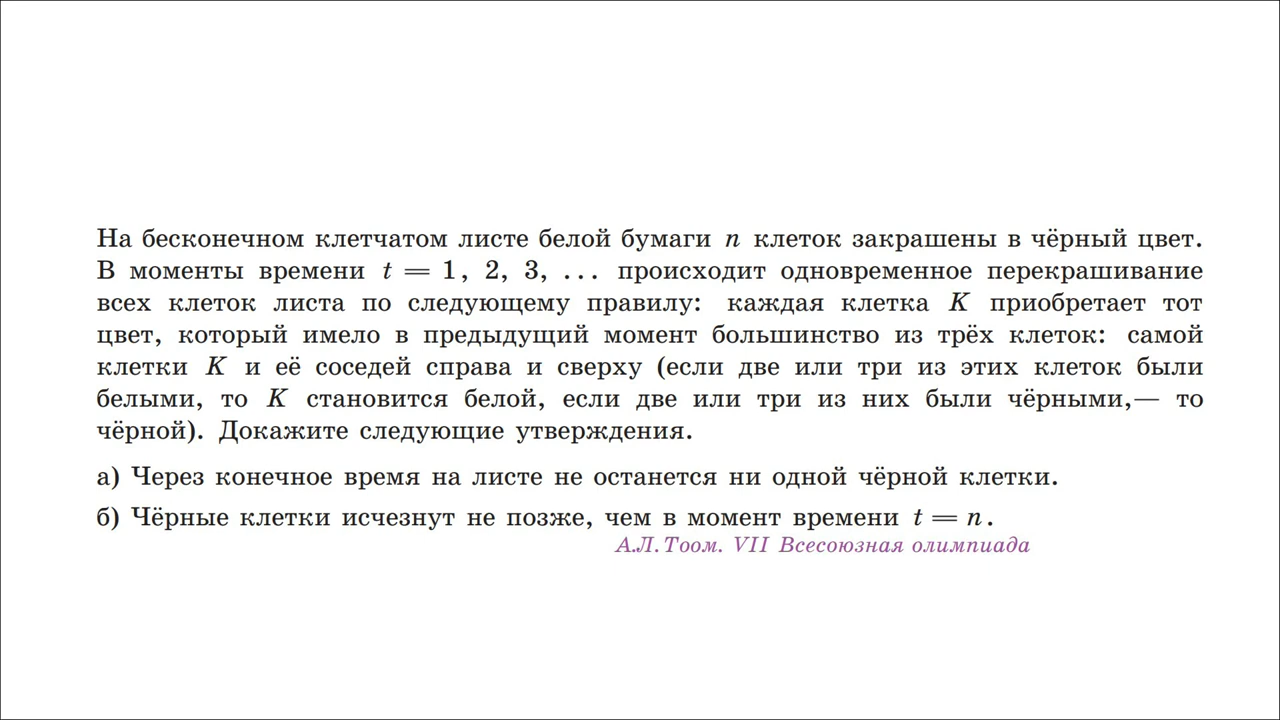 На бесконечном клетчатом листе белой бумаги n клеток закрашены в чёрный цвет.
В моменты времени t = 1, 2, 3, ... происходит одновременное перекрашивание
всех клеток листа по следующему правилу: каждая клетка K приобретает тот
цвет, который имело в предыдущий момент большинство из трёх клеток: самой
клетки K и её соседей справа и сверху (если две или три из этих клеток были
белыми, то K становится белой, если две или три из них были чёрными,— то
чёрной). Докажите следующие утверждения.
а) Через конечное время на листе не останется ни одной чёрной клетки.
б) Чёрные клетки исчезнут не позже, чем в момент времени t = n.
А.Л.Тоом. VII Всесоюзная олимпиада